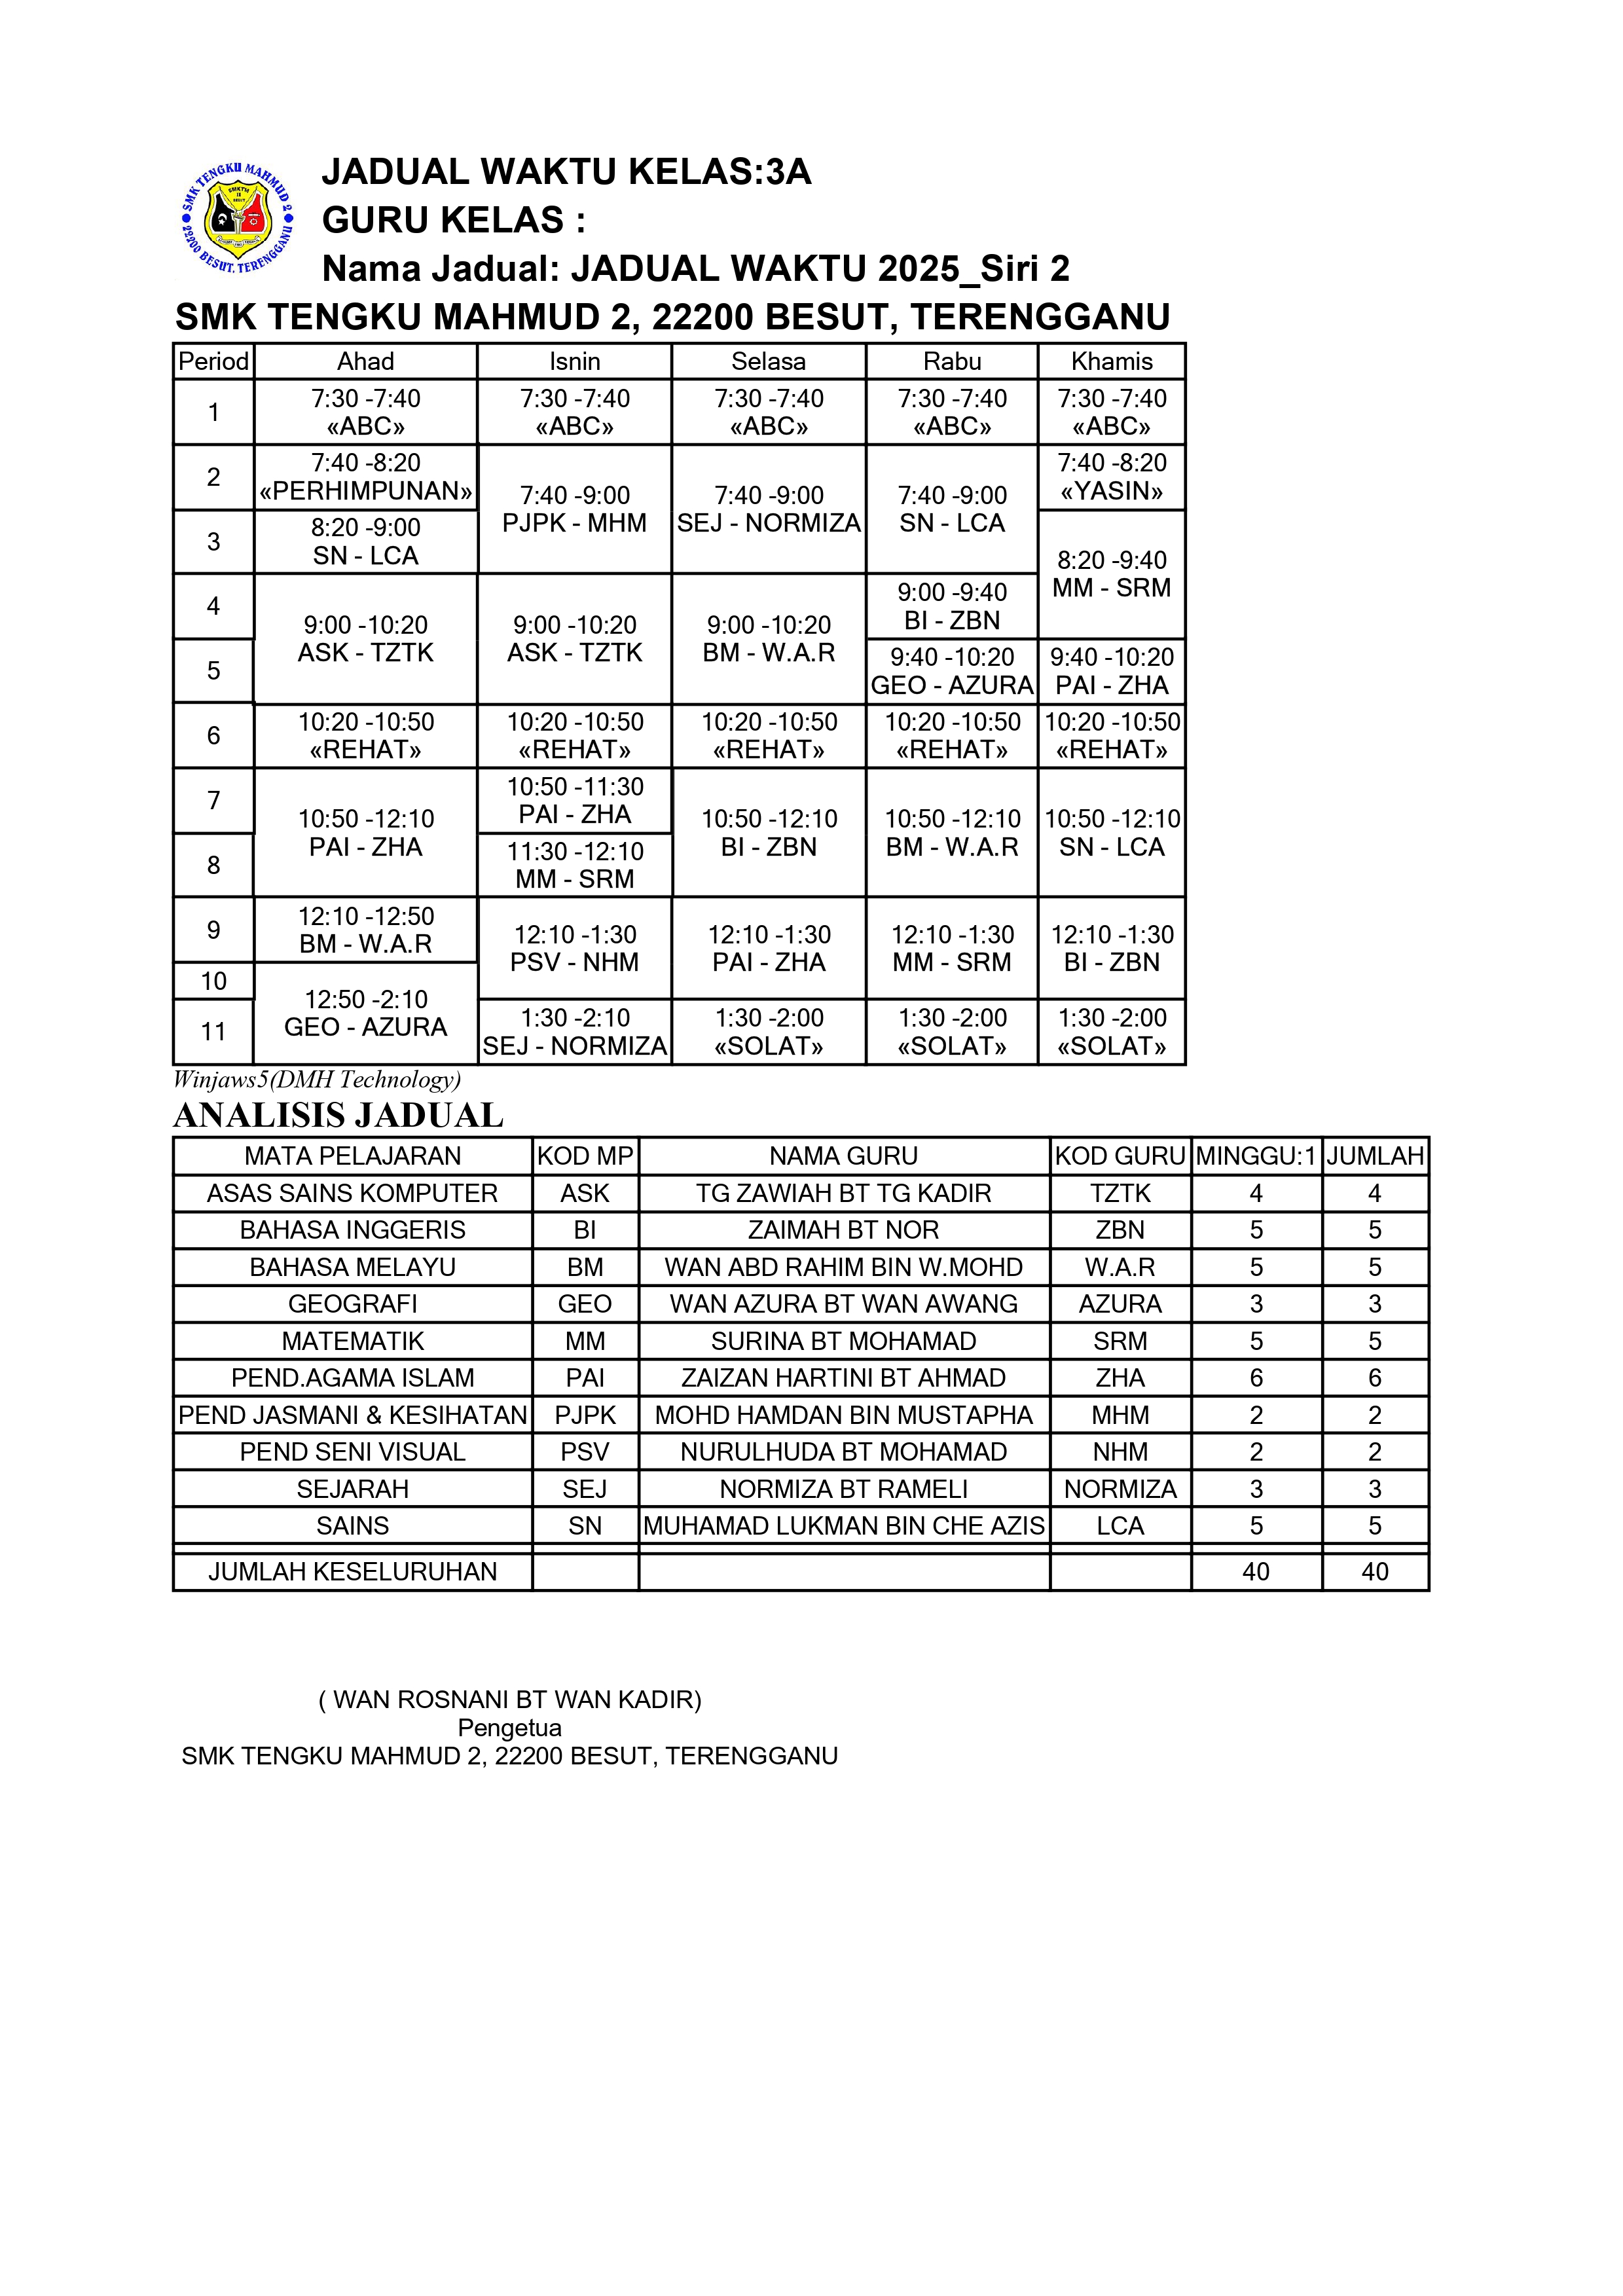 SMK TENGKU MAHMUD 2
22200 BESUT, TERENGGANU
JADUAL WAKTU KELAS:3A
GURU KELAS :
Nama Jadual: JADUAL WAKTU 2025_Siri 2
SMK TENGKU MAHMUD 2, 22200 BESUT, TERENGGANU
Period Ahad Isnin Selasa Rabu Khamis
1
7:30 -7:40 7:30 -7:40 7:30 -7:40 7:30 -7:40 7:30 -7:40
«ABC» «ABC» «ABC» «ABC» «ABC»
2
7:40 -8:20
«PERHIMPUNAN»
7:40 -9:00
PJPK - MHM
7:40 -9:00
SEJ - NORMIZA
7:40 -9:00
SN - LCA
7:40 -8:20
«YASIN»
3
8:20 -9:00
SN - LCA
8:20 -9:40
MM - SRM
4
9:00 -10:20
ASK - TZTK
9:00 -10:20
ASK - TZTK
9:00 -10:20
BM - W.A.R
9:00 -9:40
BI - ZBN
5
9:40 -10:20
GEO - AZURA
9:40 -10:20
PAI - ZHA
6
10:20 -10:50 10:20 -10:50 10:20 -10:50 10:20 -10:50 10:20 -10:50
«REHAT» «REHAT» «REHAT» «REHAT» «REHAT»
7
10:50 -12:10
PAI - ZHA
10:50 -11:30
PAI - ZHA
10:50 -12:10
BI - ZBN
10:50 -12:10
BM - W.A.R
10:50 -12:10
SN - LCA
8
11:30 -12:10
MM - SRM
9
12:10 -12:50
BM - W.A.R
12:10 -1:30
PSV - NHM
12:10 -1:30
PAI - ZHA
12:10 -1:30
MM - SRM
12:10 -1:30
BI - ZBN
10
12:50 -2:10
GEO - AZURA
11
1:30 -2:10
SEJ - NORMIZA
1:30 -2:00
«SOLAT»
1:30 -2:00
«SOLAT»
1:30 -2:00
«SOLAT»
Winjaws5(DMH Technology)
ANALISIS JADUAL
MATA PELAJARAN KOD MP NAMA GURU KOD GURU MINGGU:1 JUMLAH
ASAS SAINS KOMPUTER ASK TG ZAWIAH BT TG KADIR TZTK 4 4
BAHASA INGGERIS BI ZAIMAH BT NOR ZBN 5 5
BAHASA MELAYU BM WAN ABD RAHIM BIN W.MOHD W.A.R 5 5
GEOGRAFI GEO WAN AZURA BT WAN AWANG AZURA 3 3
MATEMATIK MM SURINA BT MOHAMAD SRM 5 5
PEND.AGAMA ISLAM PAI ZAIZAN HARTINI BT AHMAD ZHA 6 6
PEND JASMANI & KESIHATAN PJPK MOHD HAMDAN BIN MUSTAPHA MHM 2 2
PEND SENI VISUAL PSV NURULHUDA BT MOHAMAD NHM 2 2
SEJARAH SEJ NORMIZA BT RAMELI NORMIZA 3 3
SAINS SN MUHAMAD LUKMAN BIN CHE AZIS LCA 5 5
JUMLAH KESELURUHAN 40 40
( WAN ROSNANI BT WAN KADIR)
Pengetua
SMK TENGKU MAHMUD 2, 22200 BESUT, TERENGGANU